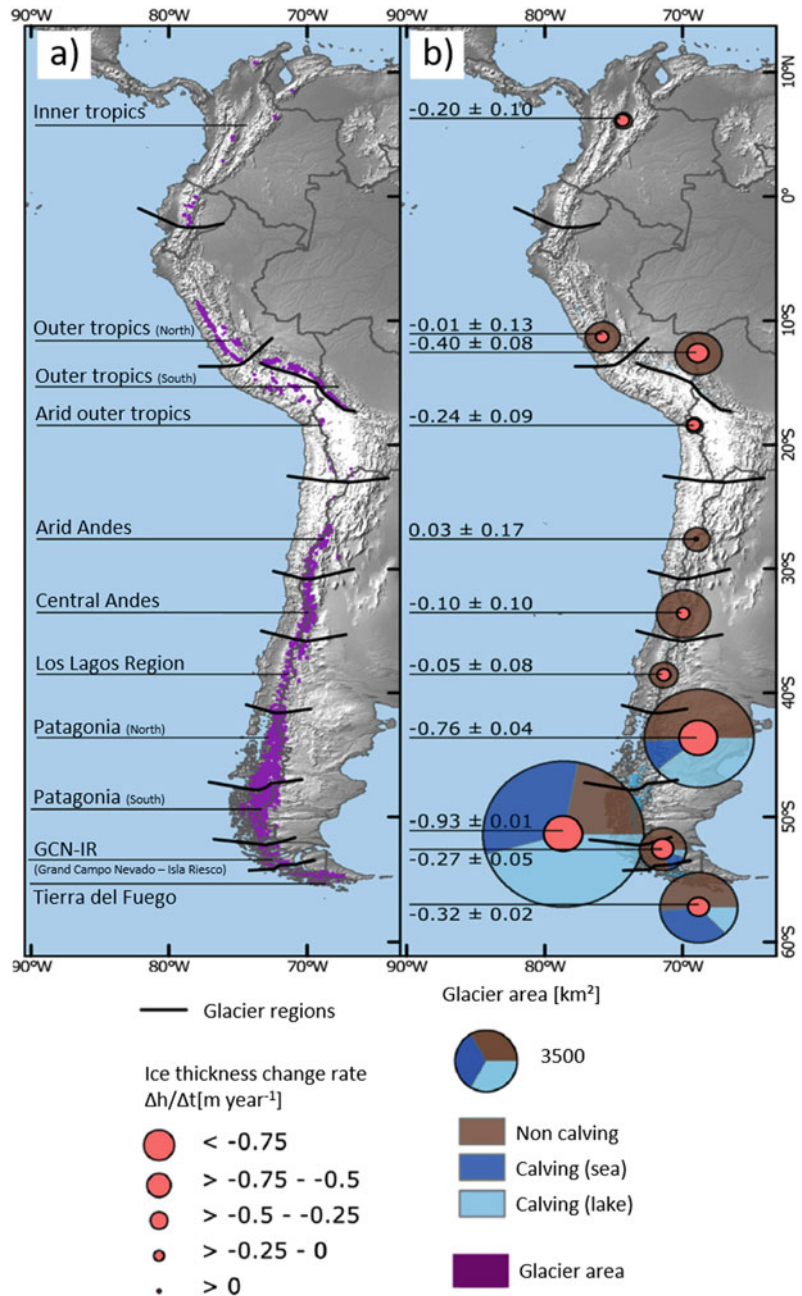 a)
b)
Inner tropics
Outer tropics (North)
Outer tropics (South)
Arid outer tropics
Arid Andes
Central Andes
Los Lagos Region
Patagonia (North)
Patagonia (South)
GCN-IR
(Grand Campo Nevado – Isla Riesco)
Tierra del Fuego
-0.20 ± 0.10
-0.01 ± 0.13
-0.40 ± 0.08
-0.24 ± 0.09
0.03 ± 0.17
-0.10 ± 0.10
-0.05 ± 0.08
-0.76 ± 0.04
-0.93 ± 0.01
-0.27 ± 0.05
-0.32 ± 0.02
10°N
0°
10°S
20°S
30°S
40°S
50°S
60°S
90°W 80°W 70°W 90°W 80°W 70°W
Glacier regions
Ice thickness change rate
Δh/Δt[m year⁻¹]
< -0.75
> -0.75 - -0.5
> -0.5 - -0.25
> -0.25 - 0
> 0
Glacier area [km²]
3500
Non calving
Calving (sea)
Calving (lake)
Glacier area